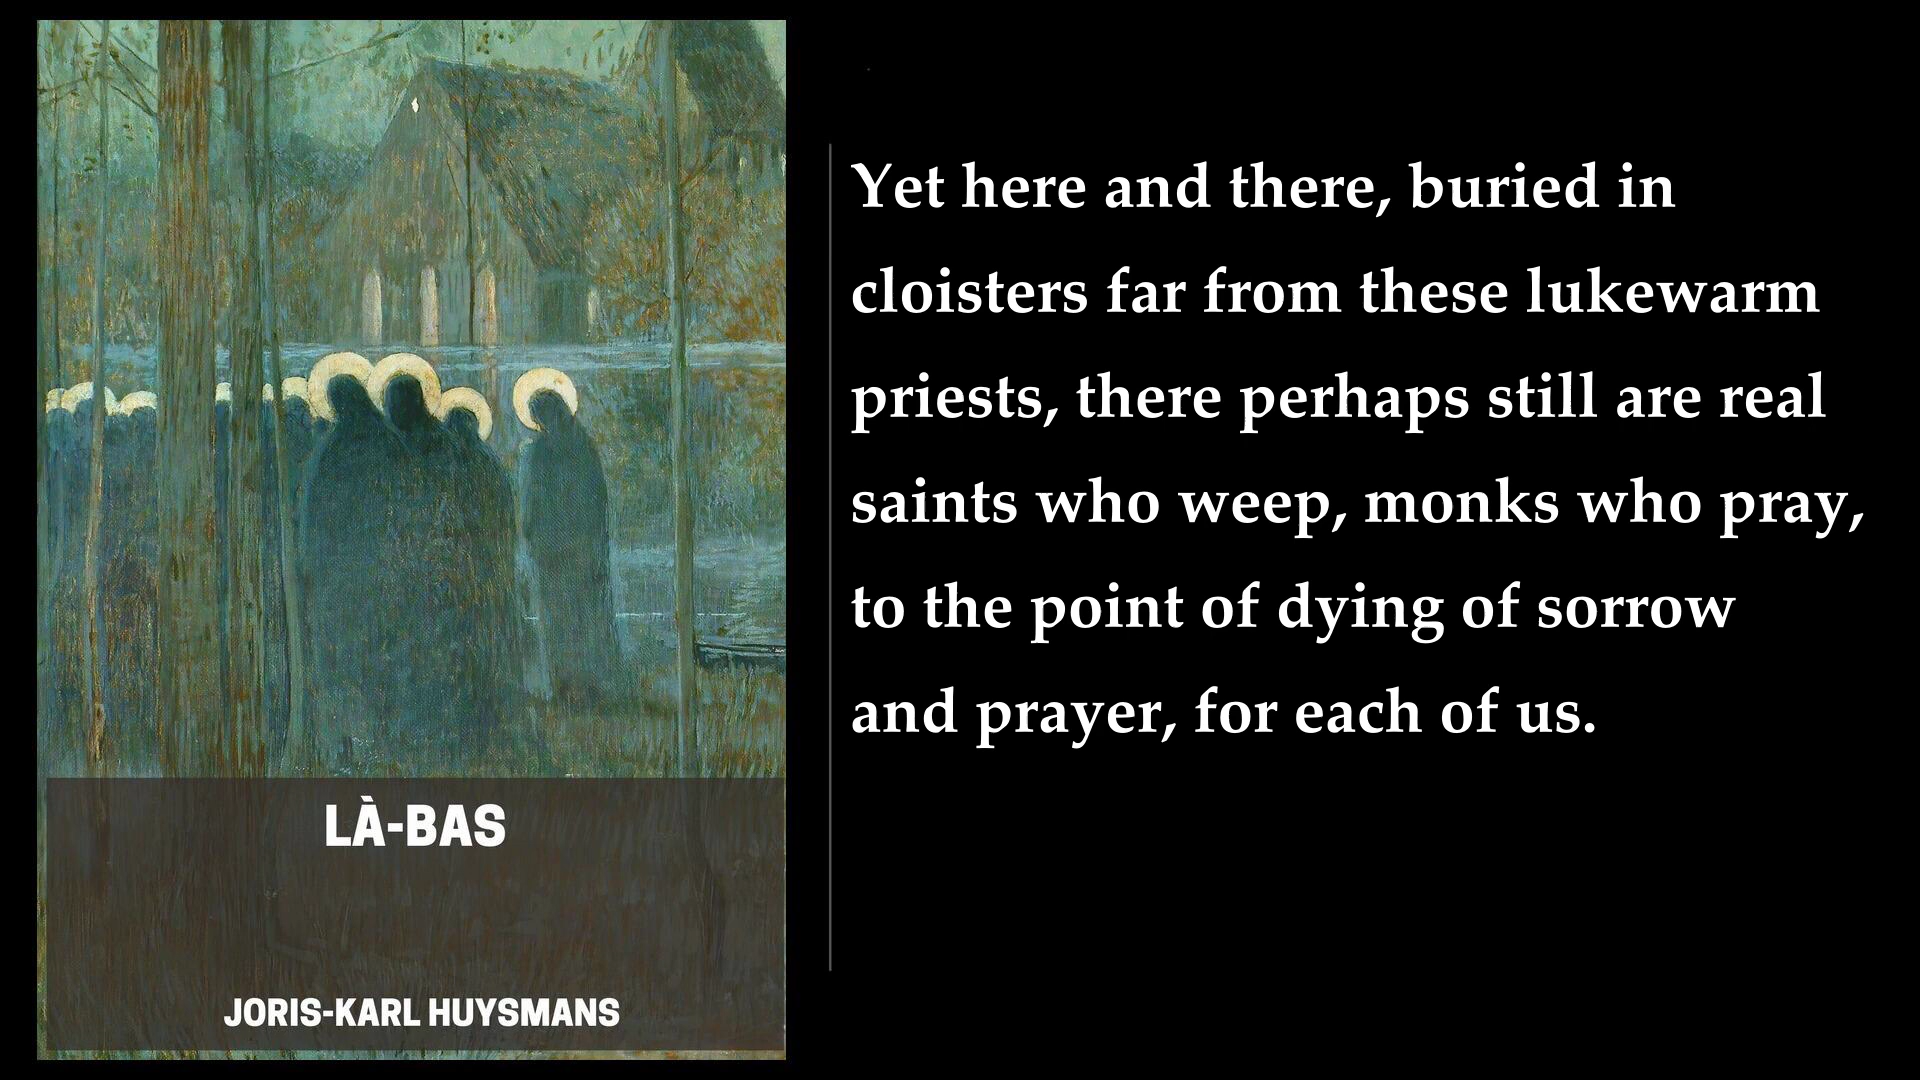 LÀ-BAS
JORIS-KARL HUYSMANS
Yet here and there, buried in
cloisters far from these lukewarm
priests, there perhaps still are real
saints who weep, monks who pray,
to the point of dying of sorrow
and prayer, for each of us.